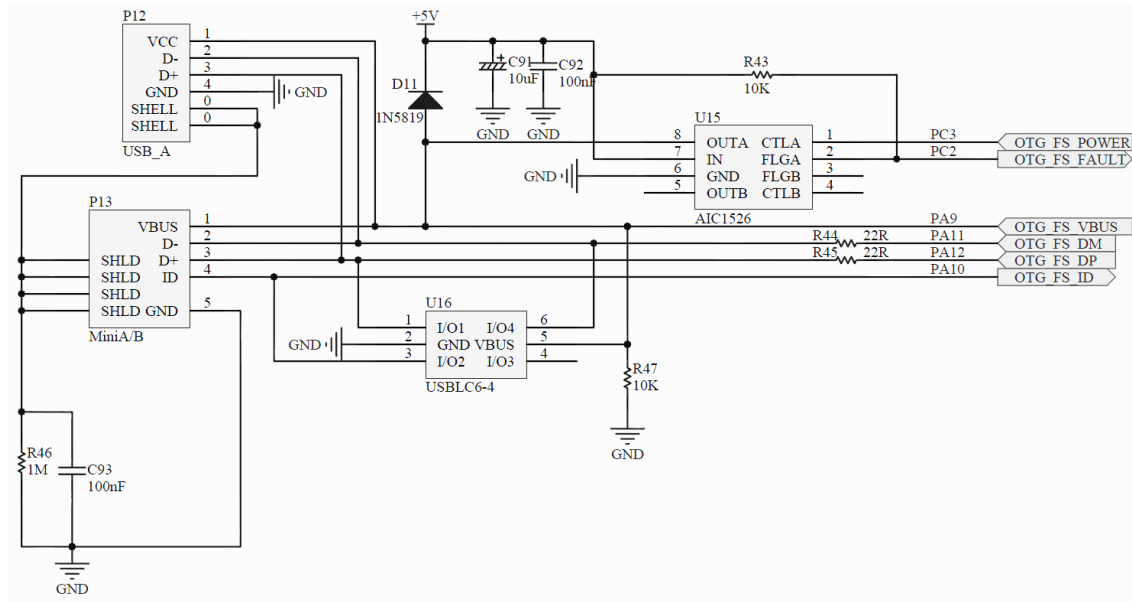 P12
VCC 1
D- 2
D+ 3
GND 4
SHELL 0
SHELL 0
USB_A
GND
+5V
C91
10uF
C92
100nF
GND
GND
D11
1N5819
R43
10K
U15
8 OUTA CTLA 1
7 IN FLGA 2
6 GND FLGB 3
5 OUTB CTLB 4
AIC1526
GND
PC3 OTG_FS_POWER
PC2 OTG_FS_FAULT
P13
VBUS 1
D- 2
SHLD D+ 3
SHLD ID 4
SHLD
SHLD GND 5
MiniA/B
PA9 OTG_FS_VBUS
R44 22R PA11 OTG_FS_DM
R45 22R PA12 OTG_FS_DP
PA10 OTG_FS_ID
U16
1 I/O1 I/O4 6
GND 2 GND VBUS 5
3 I/O2 I/O3 4
USBLC6-4
R47
10K
GND
R46
1M
C93
100nF
GND